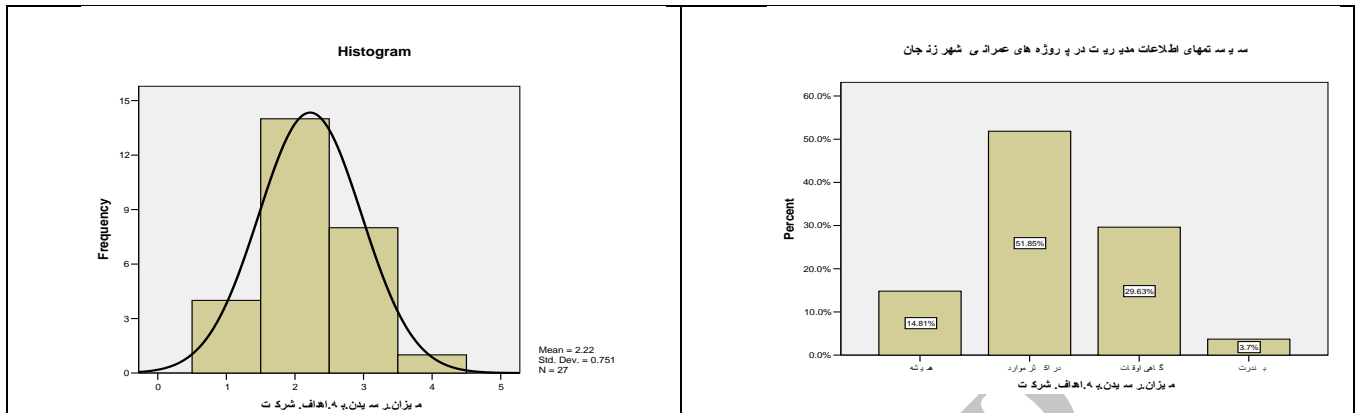 Histogram
Frequency
15
12
9
6
3
0
0 1 2 3 4 5
میزان رسیدن به اهداف شرکت
Mean = 2.22
Std. Dev. = 0.751
N = 27
سیستمهای اطلاعات مدیریت در پروژه های عمرانی شهر زنجان
Percent
60.0%
50.0%
40.0%
30.0%
20.0%
10.0%
0.0%
14.81%
51.85%
29.63%
3.7%
همیشه در اکثر موارد گاهی اوقات بندرت
میزان رسیدن به اهداف شرکت